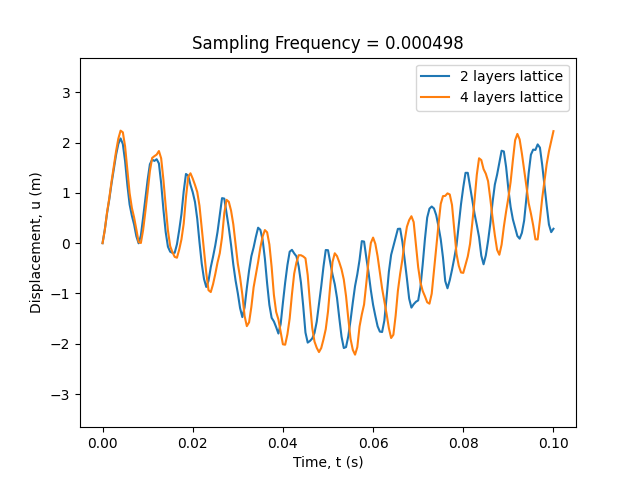 Sampling Frequency = 0.000498
2 layers lattice
4 layers lattice
Displacement, u (m)
3
2
1
0
−1
−2
−3
0.00 0.02 0.04 0.06 0.08 0.10
Time, t (s)